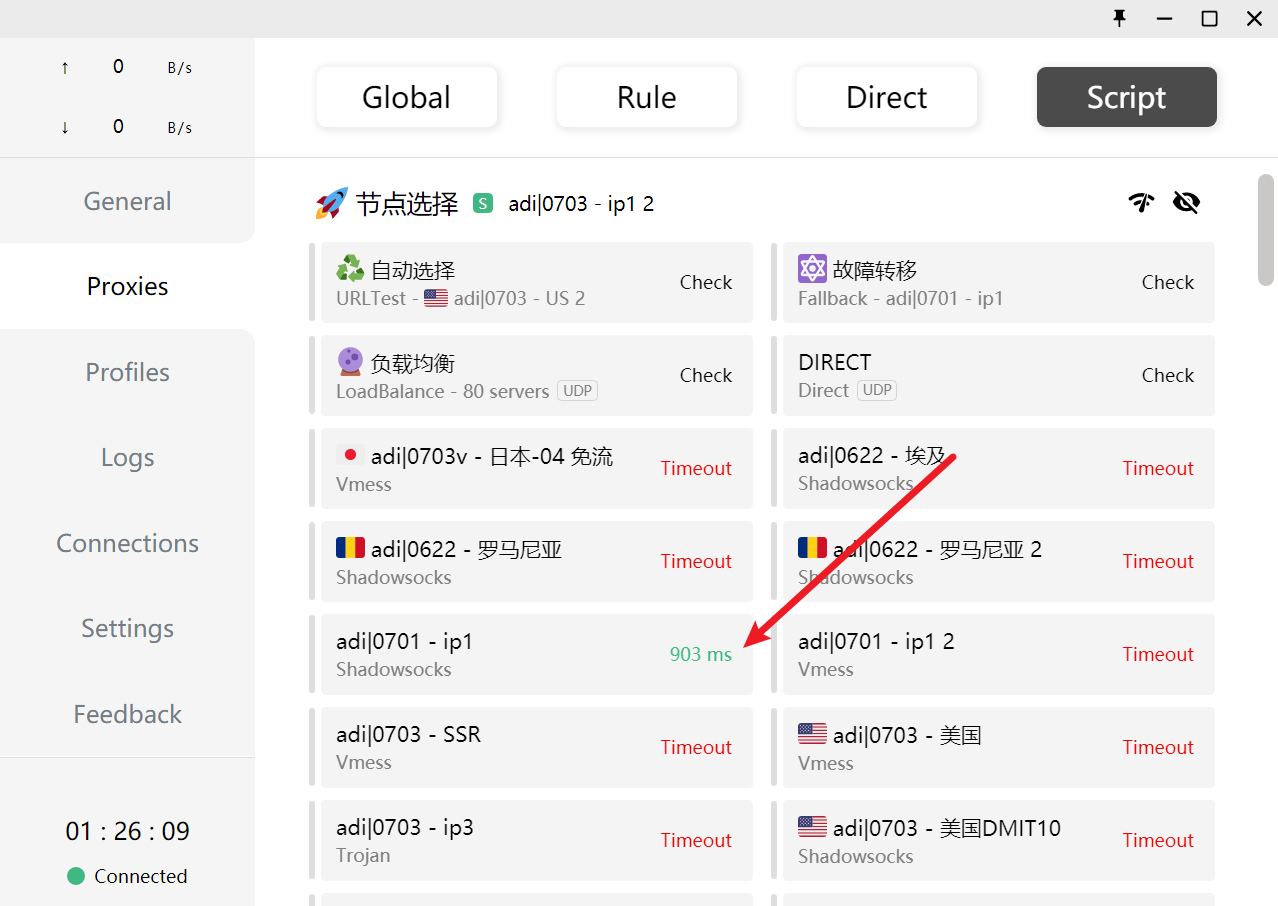 ↑ 0 B/s
↓ 0 B/s
General
Proxies
Profiles
Logs
Connections
Settings
Feedback
01 : 26 : 09
Connected
Global Rule Direct Script
节点选择 S adi|0703 - ip1 2
自动选择
URLTest - adi|0703 - US 2
Check
故障转移
Fallback - adi|0701 - ip1
Check
负载均衡
LoadBalance - 80 servers UDP
Check
DIRECT
Direct UDP
Check
adi|0703v - 日本-04 免流
Vmess
Timeout
adi|0622 - 埃及
Shadowsocks
Timeout
adi|0622 - 罗马尼亚
Shadowsocks
Timeout
adi|0622 - 罗马尼亚 2
Shadowsocks
Timeout
adi|0701 - ip1
Shadowsocks
903 ms
adi|0701 - ip1 2
Vmess
Timeout
adi|0703 - SSR
Vmess
Timeout
adi|0703 - 美国
Vmess
Timeout
adi|0703 - ip3
Trojan
Timeout
adi|0703 - 美国DMIT10
Shadowsocks
Timeout